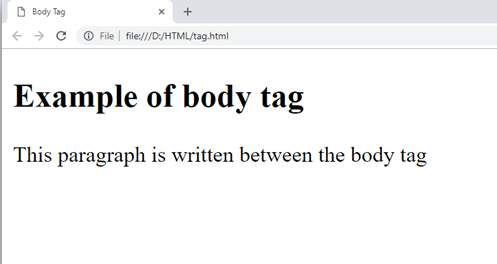 Body Tag
File | file:///D:/HTML/tag.html
Example of body tag
This paragraph is written between the body tag